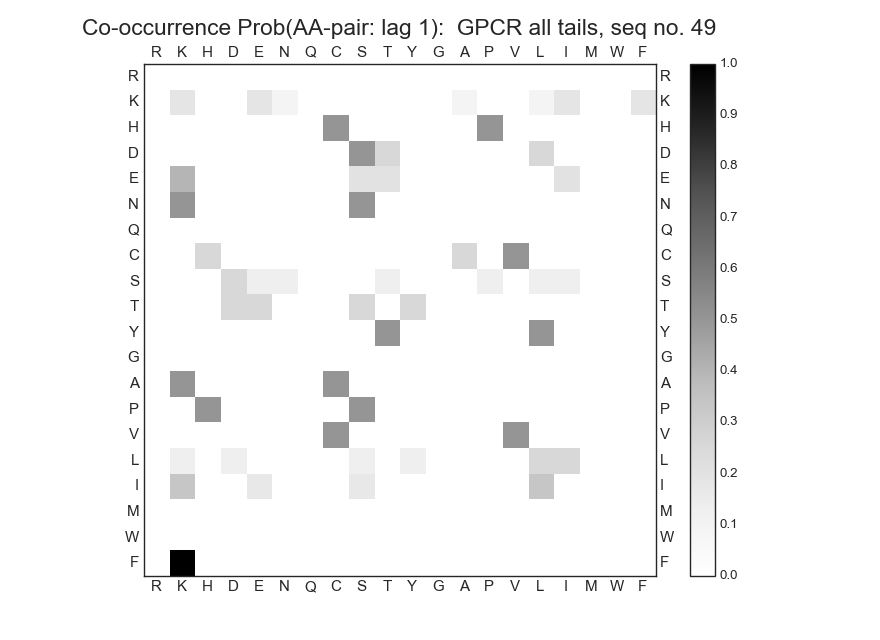 Co-occurrence Prob(AA-pair: lag 1):  GPCR all tails, seq no. 49
R K H D E N Q C S T Y G A P V L I M W F
R R 1.0
K K 0.9
H H
D D 0.8
E E
N N 0.7
Q Q
C C 0.6
S S
T T 0.5
Y Y
G G 0.4
A A
P P 0.3
V V
L L 0.2
I I
M M 0.1
W W
F F 0.0
R K H D E N Q C S T Y G A P V L I M W F